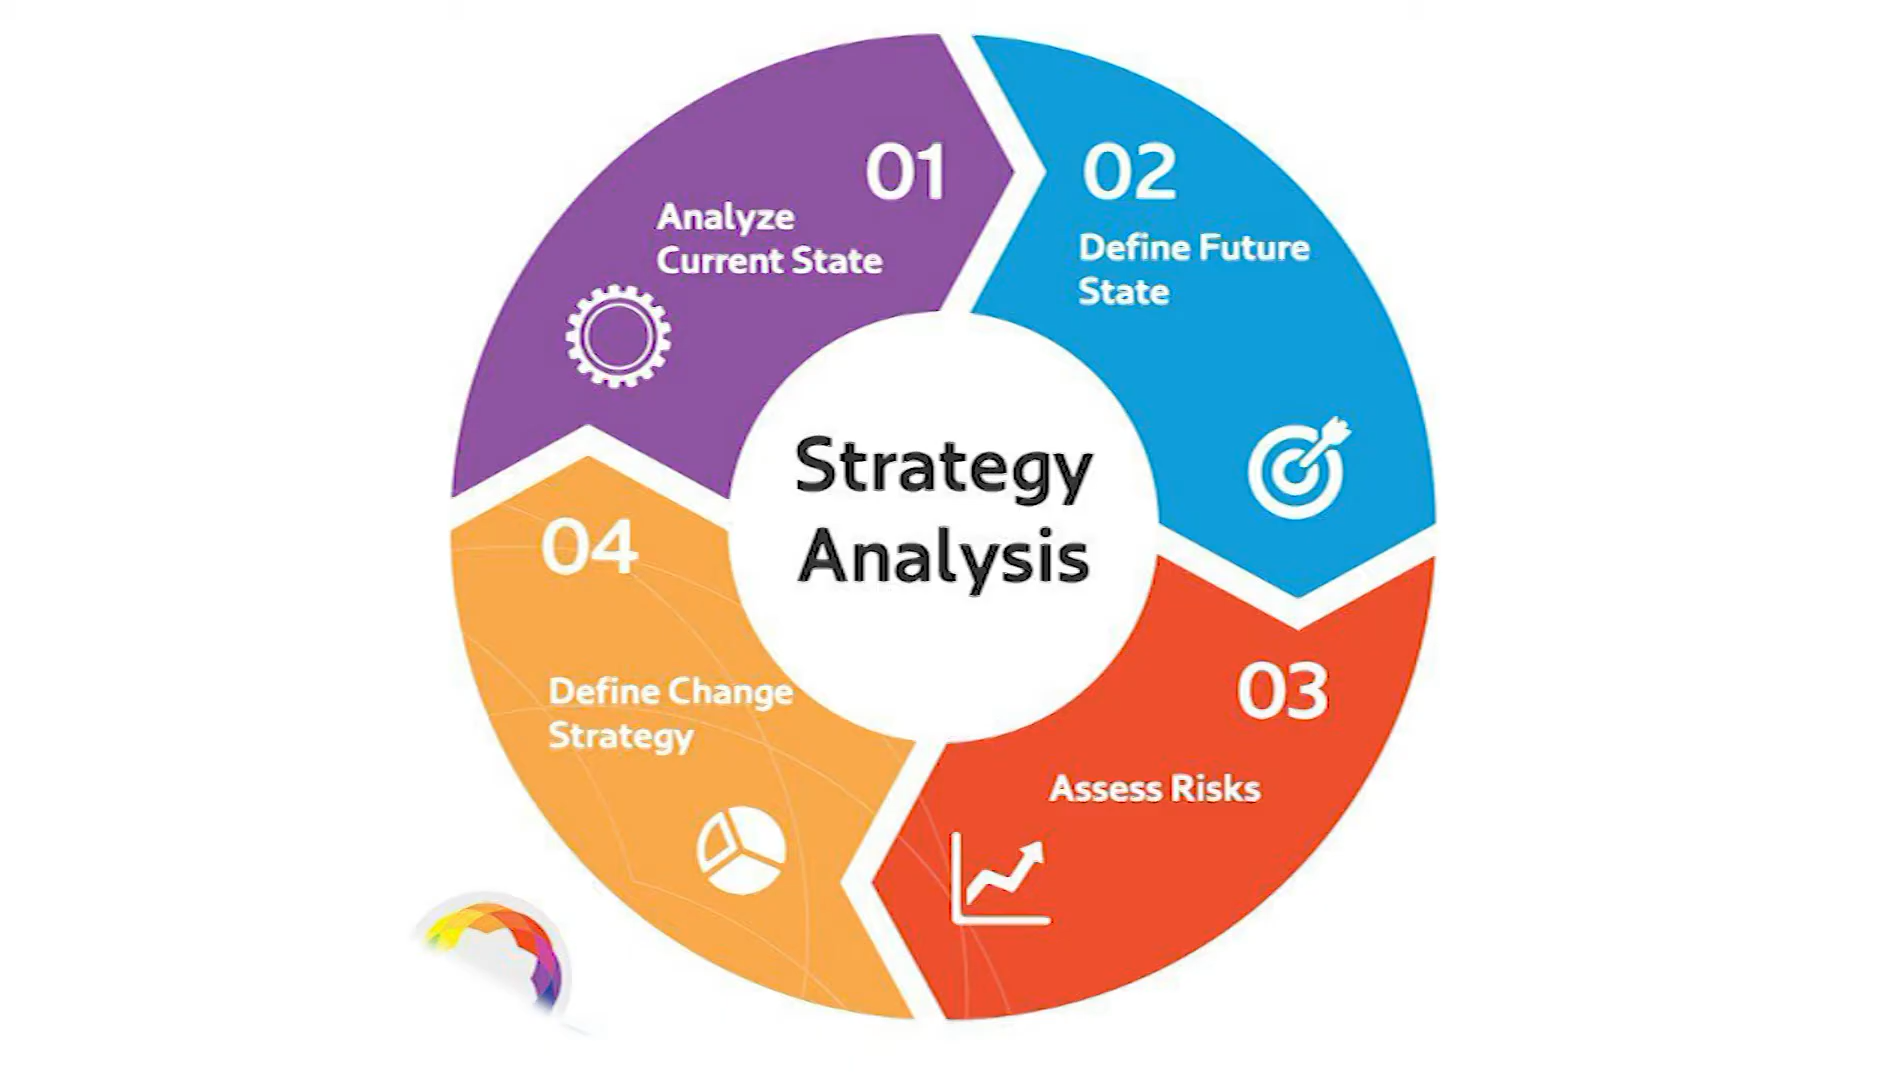 Strategy
Analysis
01
Analyze
Current State
02
Define Future
State
03
Assess Risks
04
Define Change
Strategy